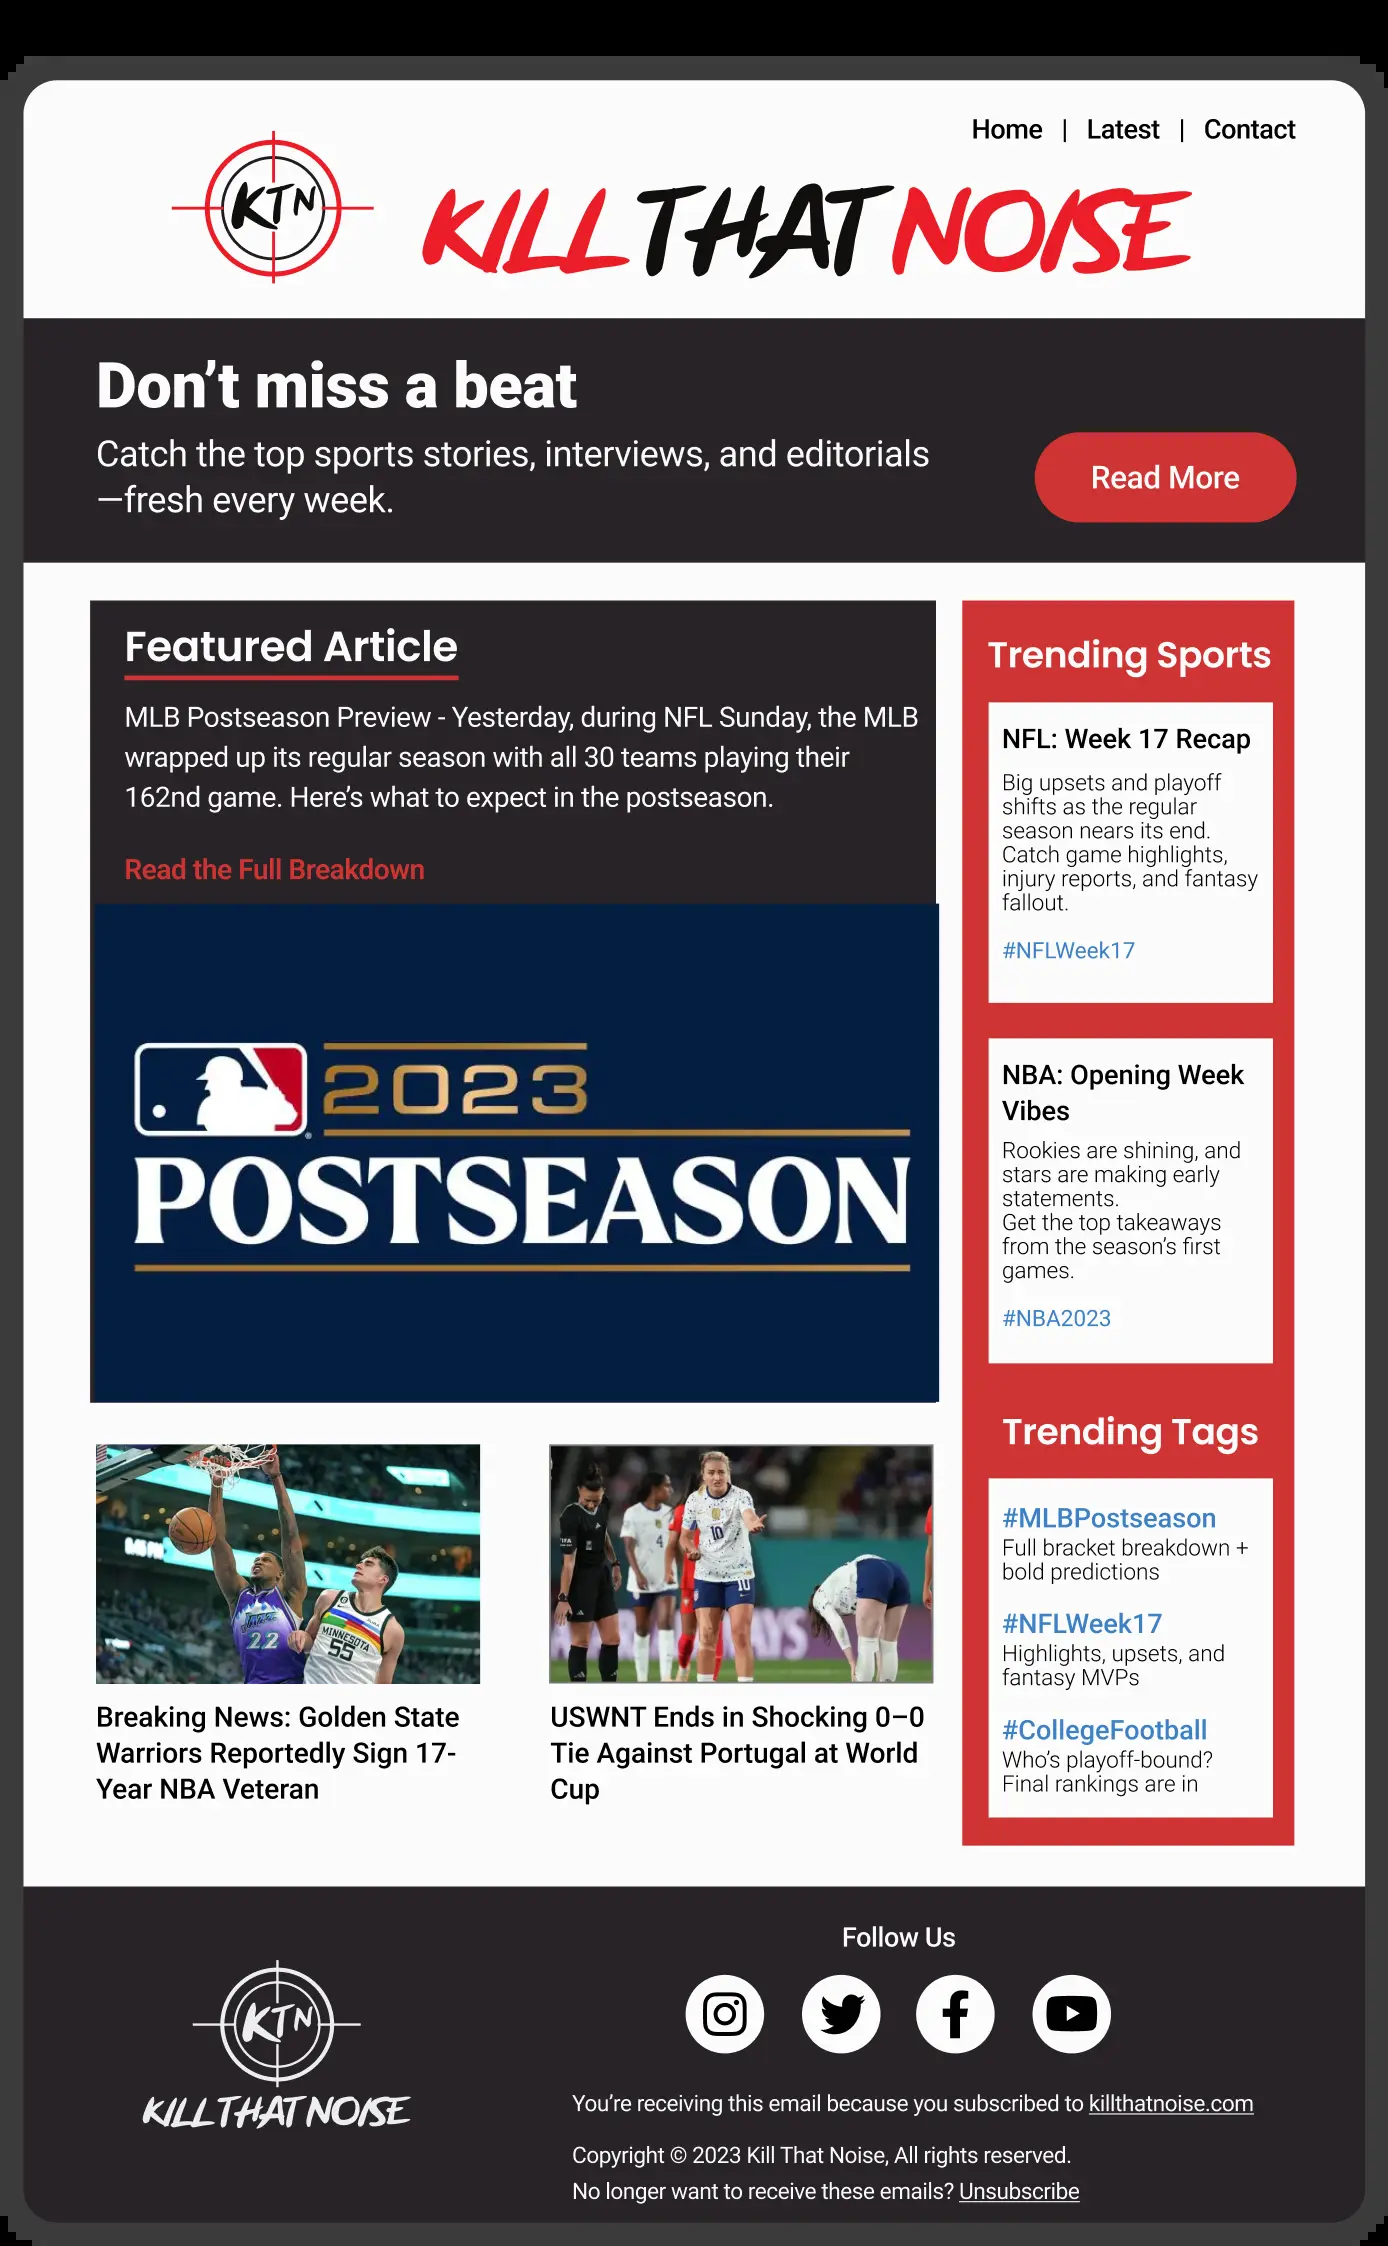 Home | Latest | Contact
KTN
KILL THAT NOISE
Don’t miss a beat
Catch the top sports stories, interviews, and editorials
—fresh every week.
Read More
Featured Article
MLB Postseason Preview - Yesterday, during NFL Sunday, the MLB
wrapped up its regular season with all 30 teams playing their
162nd game. Here’s what to expect in the postseason.
Read the Full Breakdown
2023
POSTSEASON
22
MINNESOTA
55
Breaking News: Golden State
Warriors Reportedly Sign 17-
Year NBA Veteran
4
10
10
USWNT Ends in Shocking 0–0
Tie Against Portugal at World
Cup
Trending Sports
NFL: Week 17 Recap
Big upsets and playoff
shifts as the regular
season nears its end.
Catch game highlights,
injury reports, and fantasy
fallout.
#NFLWeek17
NBA: Opening Week
Vibes
Rookies are shining, and
stars are making early
statements.
Get the top takeaways
from the season’s first
games.
#NBA2023
Trending Tags
#MLBPostseason
Full bracket breakdown +
bold predictions
#NFLWeek17
Highlights, upsets, and
fantasy MVPs
#CollegeFootball
Who’s playoff-bound?
Final rankings are in
KTN
KILL THAT NOISE
Follow Us
You’re receiving this email because you subscribed to killthatnoise.com
Copyright © 2023 Kill That Noise, All rights reserved.
No longer want to receive these emails? Unsubscribe